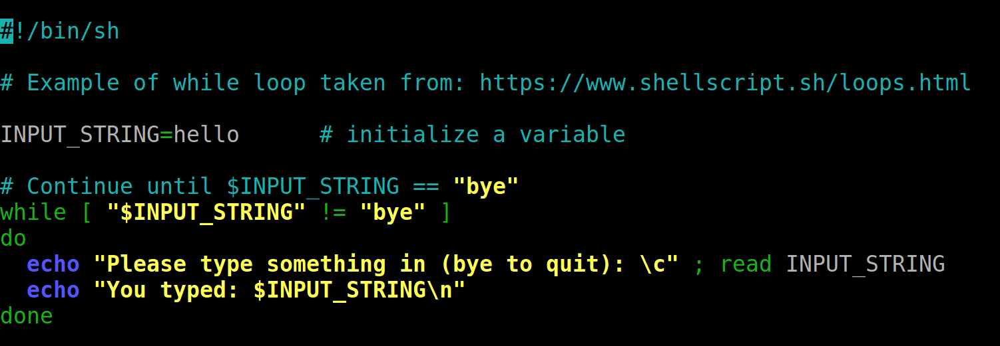 #!/bin/sh
# Example of while loop taken from: https://www.shellscript.sh/loops.html
INPUT_STRING=hello      # initialize a variable
# Continue until $INPUT_STRING == "bye"
while [ "$INPUT_STRING" != "bye" ]
do
  echo "Please type something in (bye to quit): \c" ; read INPUT_STRING
  echo "You typed: $INPUT_STRING\n"
done